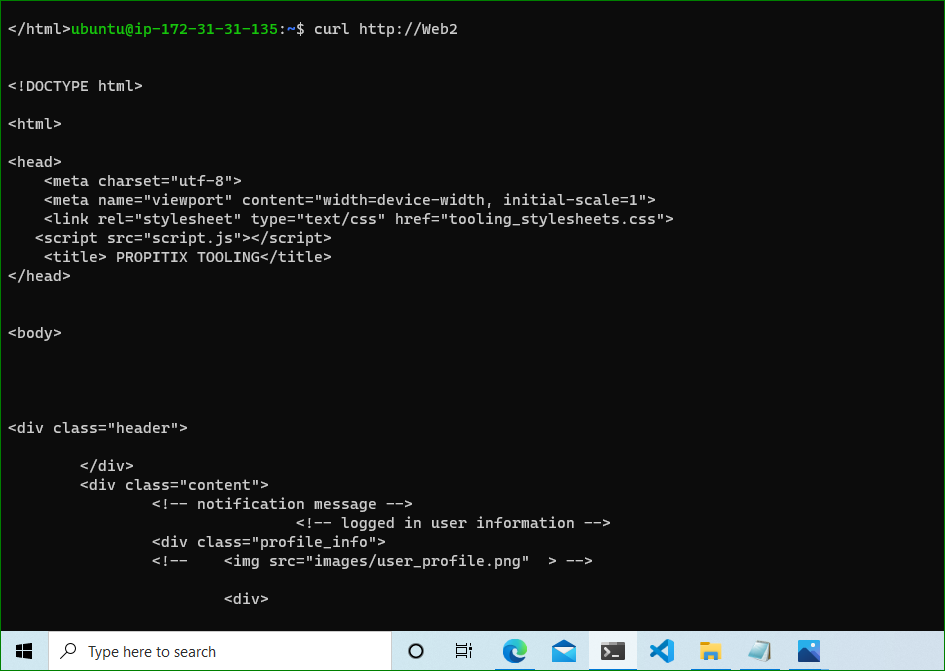 </html>ubuntu@ip-172-31-31-135:~$ curl http://Web2
<!DOCTYPE html>
<html>
<head>
    <meta charset="utf-8">
    <meta name="viewport" content="width=device-width, initial-scale=1">
    <link rel="stylesheet" type="text/css" href="tooling_stylesheets.css">
   <script src="script.js"></script>
    <title> PROPITIX TOOLING</title>
</head>
<body>
<div class="header">
        </div>
        <div class="content">
                <!-- notification message -->
                                <!-- logged in user information -->
                <div class="profile_info">
                <!--    <img src="images/user_profile.png"  > -->
                        <div>
Type here to search